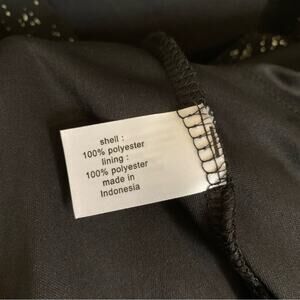 shell :
100% polyester
lining :
100% polyester
made in
Indonesia